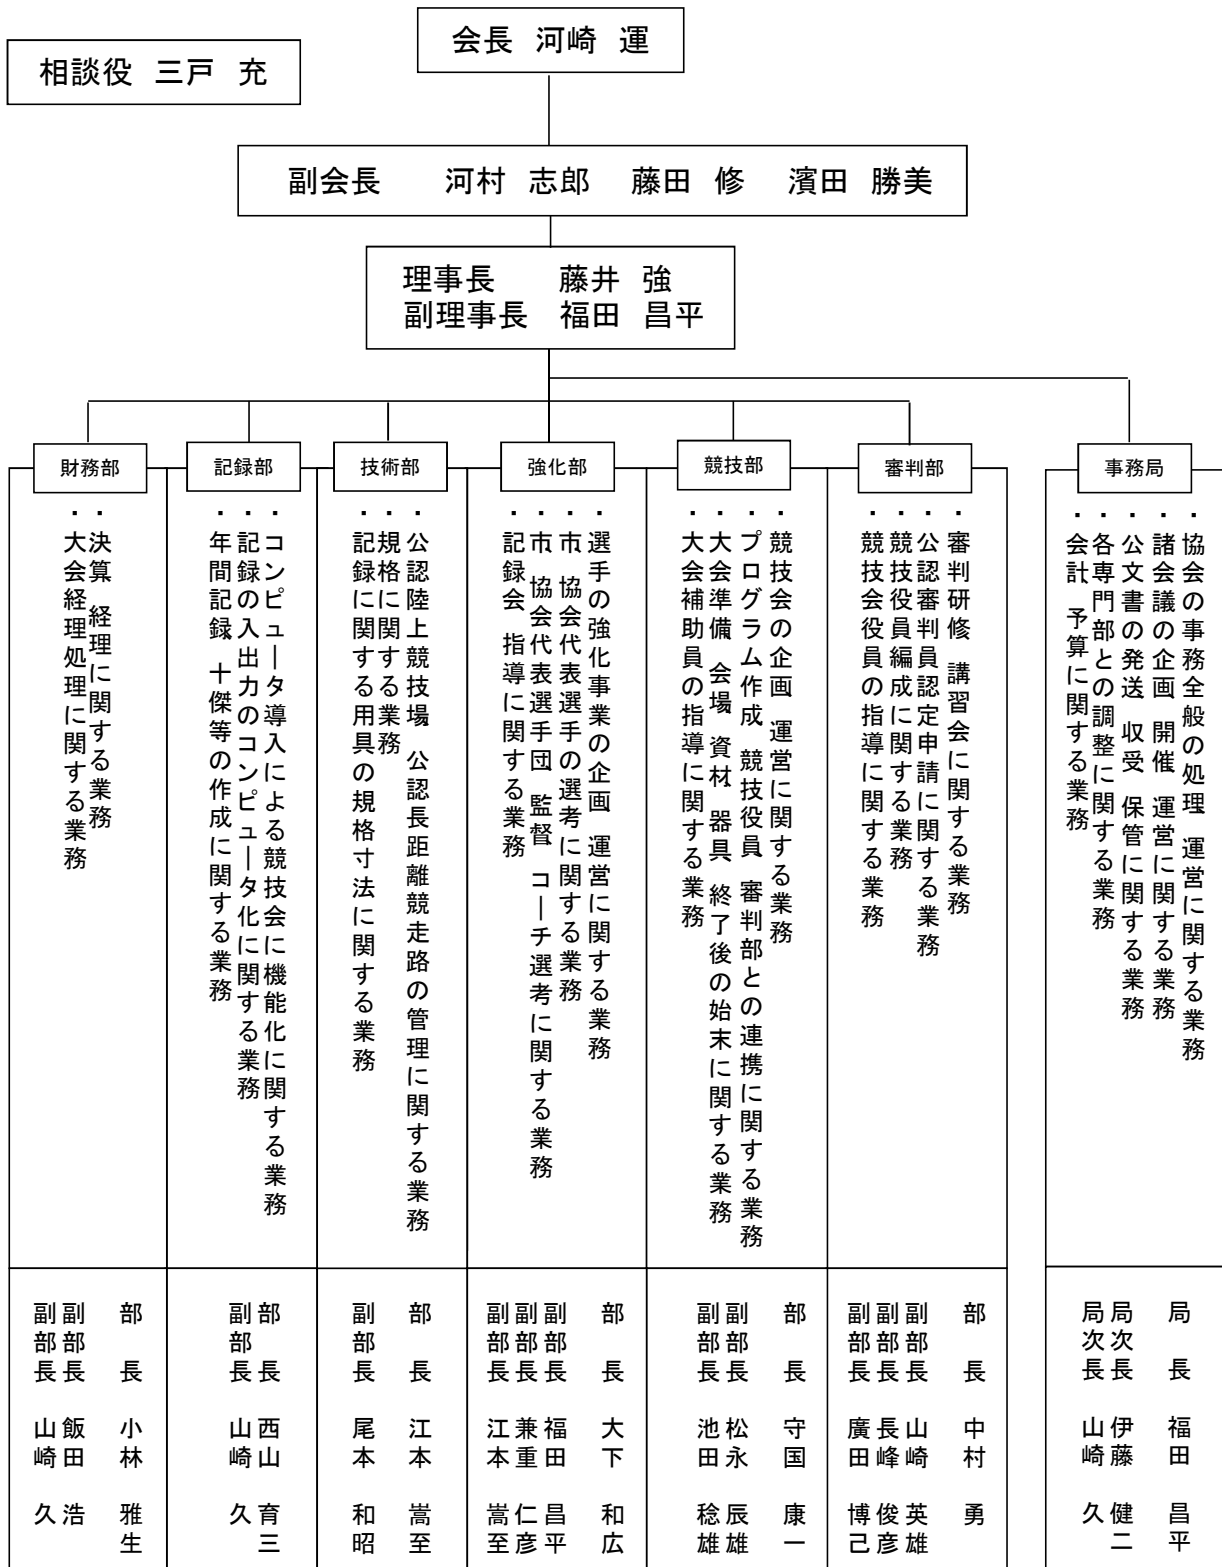 会長 河崎 運
相談役 三戸 充
副会長 河村 志郎 藤田 修 濱田 勝美
理事長 藤井 強
副理事長 福田 昌平
事務局
・協会の事務全般の処理、運営に関する業務
・諸会議の企画、開催、運営に関する業務
・公文書の発送、収受、保管に関する業務
・各専門部との調整に関する業務
・会計、予算に関する業務
局 長 福田 昌平
局次長 伊藤 健二
局次長 山崎 久
審判部
・審判研修、講習会に関する業務
・公認審判員認定申請に関する業務
・競技役員編成に関する業務
・競技会役員の指導に関する業務
部 長 中村 勇
副部長 山崎 英雄
副部長 長峰 俊彦
副部長 廣田 博己
競技部
・競技会の企画、運営に関する業務
・プログラム作成、競技役員、審判部との連携に関する業務
・大会準備、会場、資材、器具、終了後の始末に関する業務
・大会補助員の指導に関する業務
部 長 守国 康一
副部長 松永 辰雄
副部長 池田 稔雄
強化部
・選手の強化事業の企画、運営に関する業務
・市、協会代表選手の選考に関する業務
・市、協会代表選手団、監督、コーチ選考に関する業務
・記録会、指導に関する業務
部 長 大下 和広
副部長 福田 昌平
副部長 兼重 仁彦
副部長 江本 嵩至
技術部
・公認陸上競技場、公認長距離競走路の管理に関する業務
・規格に関する業務
・記録に関する用具の規格寸法に関する業務
部 長 江本 嵩至
副部長 尾本 和昭
記録部
・コンピュータ導入による競技会に機能化に関する業務
・記録の入出力のコンピュータ化に関する業務
・年間記録、十傑等の作成に関する業務
部 長 西山 育三
副部長 山崎 久
財務部
・決算、経理に関する業務
・大会経理処理に関する業務
部 長 小林 雅生
副部長 飯田 浩
副部長 山崎 久